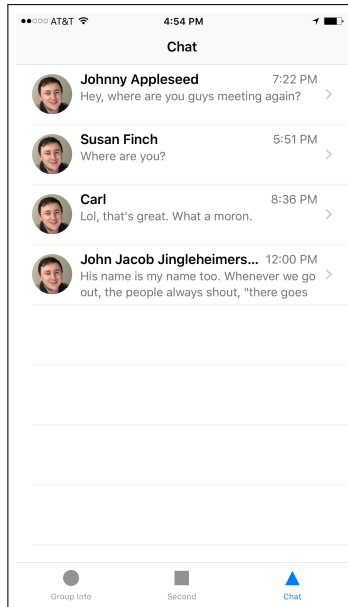 AT&T 4:54 PM
Chat
Johnny Appleseed 7:22 PM
Hey, where are you guys meeting again?
Susan Finch 5:51 PM
Where are you?
Carl 8:36 PM
Lol, that's great. What a moron.
John Jacob Jingleheimers... 12:00 PM
His name is my name too. Whenever we go
out, the people always shout, "there goes
Group Info Second Chat